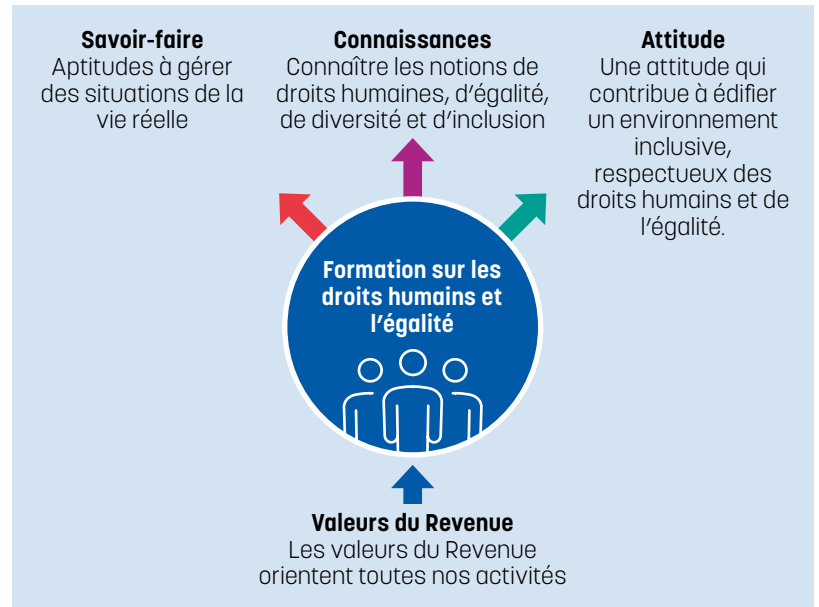 Savoir-faire
Aptitudes à gérer
des situations de la
vie réelle
Connaissances
Connaître les notions de
droits humaines, d'égalité,
de diversité et d'inclusion
Attitude
Une attitude qui
contribue à édifier
un environnement
inclusive,
respectueux des
droits humains et de
l'égalité.
Formation sur les
droits humains et
l'égalité
Valeurs du Revenue
Les valeurs du Revenue
orientent toutes nos activités